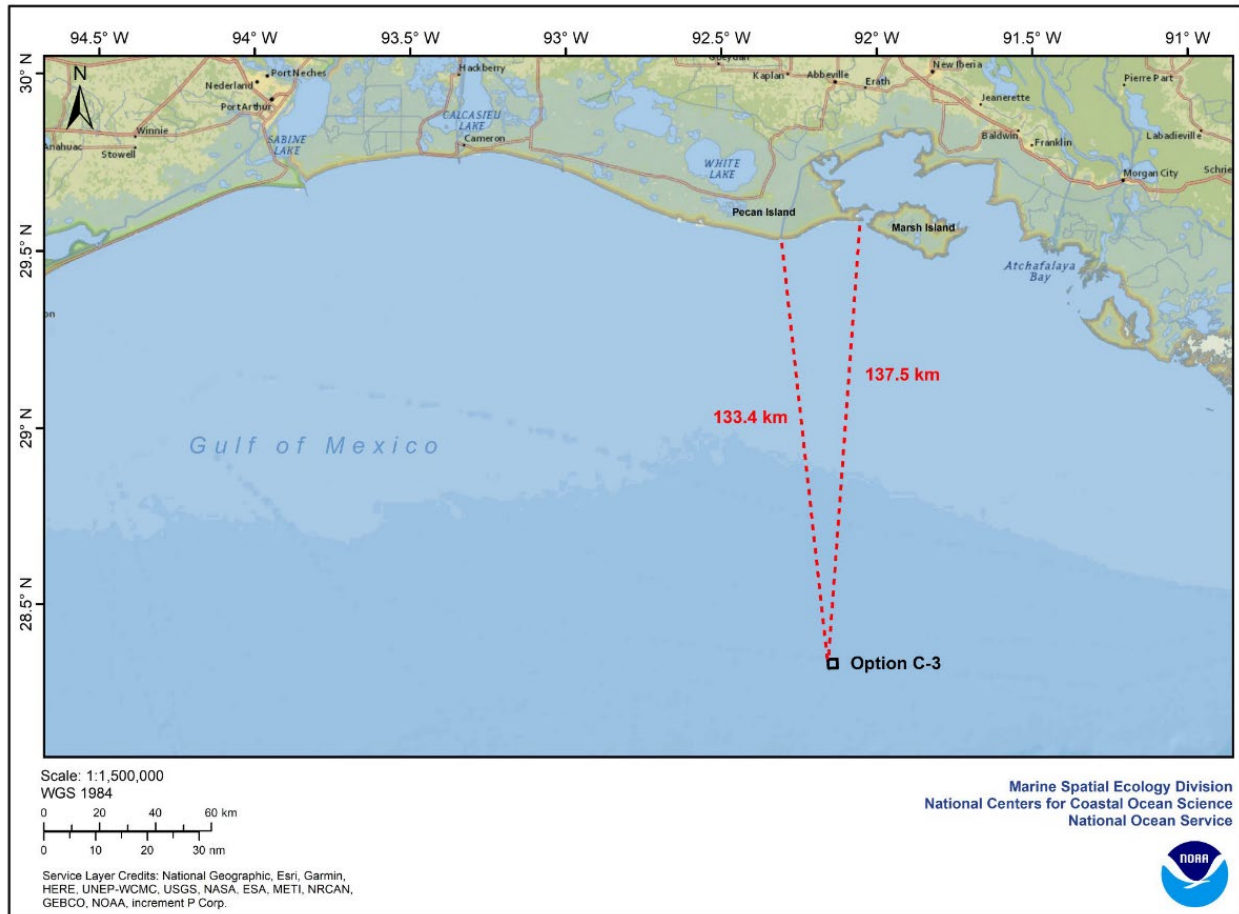 94.5° W 94° W 93.5° W 93° W 92.5° W 92° W 91.5° W 91° W
30° N
29.5° N
29° N
28.5° N
N
Port Neches
Nederland
Port Arthur
Winnie
Anahuac
Stowell
SABINE
LAKE
Hackberry
CALCASIEU
LAKE
Cameron
Gueydan
Kaplan
Abbeville
Erath
New Iberia
Jeanerette
Baldwin
Franklin
Pierre Part
Labadieville
Schrie
Morgan City
WHITE
LAKE
Pecan Island
Marsh Island
Atchafalaya
Bay
on
137.5 km
133.4 km
Gulf of Mexico
Option C-3
Scale: 1:1,500,000
WGS 1984
0 20 40 60 km
0 10 20 30 nm
Service Layer Credits: National Geographic, Esri, Garmin,
HERE, UNEP-WCMC, USGS, NASA, ESA, METI, NRCAN,
GEBCO, NOAA, increment P Corp.
Marine Spatial Ecology Division
National Centers for Coastal Ocean Science
National Ocean Service
NOAA